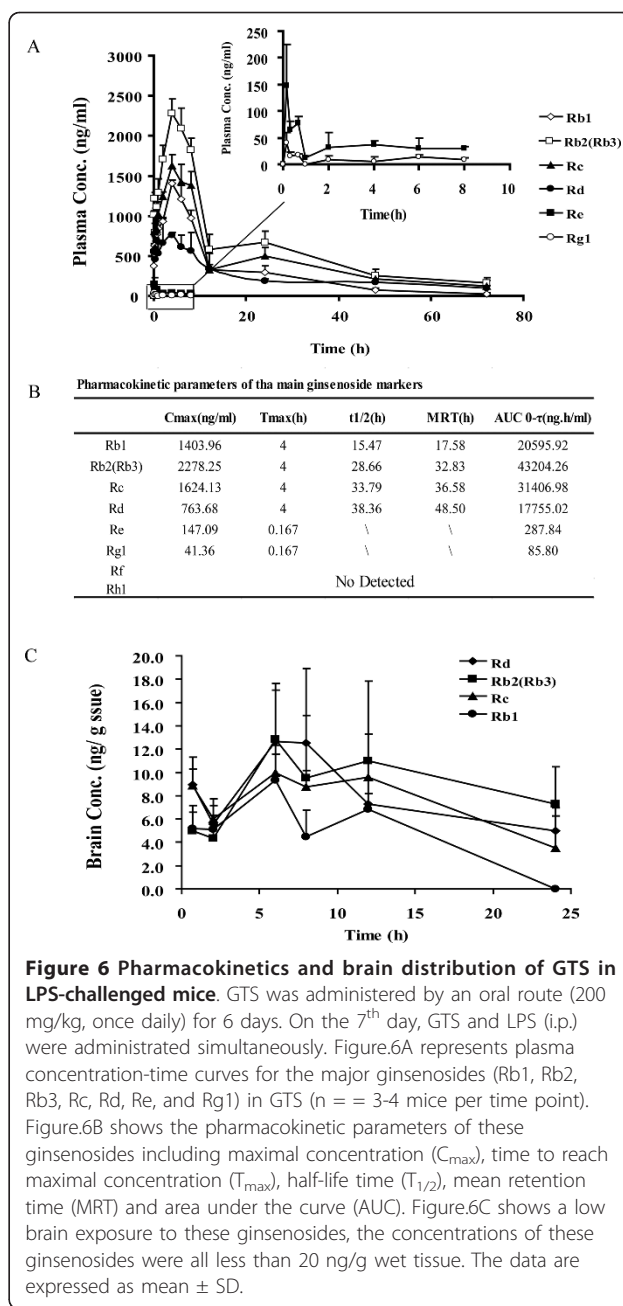 A
Plasma Conc. (ng/ml)
3000
2500
2000
1500
1000
500
0
0
20
40
60
80
Time (h)
Plasma Conc. (ng/ml)
250
200
150
100
50
0
0
2
4
6
8
10
Time(h)
Rb1
Rb2(Rb3)
Rc
Rd
Re
Rg1
B
Pharmacokinetic parameters of tha main ginsenoside markers
Cmax(ng/ml) Tmax(h) t1/2(h) MRT(h) AUC 0-τ(ng.h/ml)
Rb1 1403.96 4 15.47 17.58 20595.92
Rb2(Rb3) 2278.25 4 28.66 32.83 43204.26
Rc 1624.13 4 33.79 36.58 31406.98
Rd 763.68 4 38.36 48.50 17755.02
Re 147.09 0.167 \ \ 287.84
Rg1 41.36 0.167 \ \ 85.80
Rf
No Detected
Rh1
C
Brain Conc. (ng/ g ssue)
20.0
18.0
16.0
14.0
12.0
10.0
8.0
6.0
4.0
2.0
0.0
0
5
10
15
20
25
Time (h)
Rd
Rb2(Rb3)
Rc
Rb1
Figure 6 Pharmacokinetics and brain distribution of GTS in
LPS-challenged mice. GTS was administered by an oral route (200
mg/kg, once daily) for 6 days. On the 7th day, GTS and LPS (i.p.)
were administrated simultaneously. Figure.6A represents plasma
concentration-time curves for the major ginsenosides (Rb1, Rb2,
Rb3, Rc, Rd, Re, and Rg1) in GTS (n = = 3-4 mice per time point).
Figure.6B shows the pharmacokinetic parameters of these
ginsenosides including maximal concentration (Cmax), time to reach
maximal concentration (Tmax), half-life time (T1/2), mean retention
time (MRT) and area under the curve (AUC). Figure.6C shows a low
brain exposure to these ginsenosides, the concentrations of these
ginsenosides were all less than 20 ng/g wet tissue. The data are
expressed as mean ± SD.